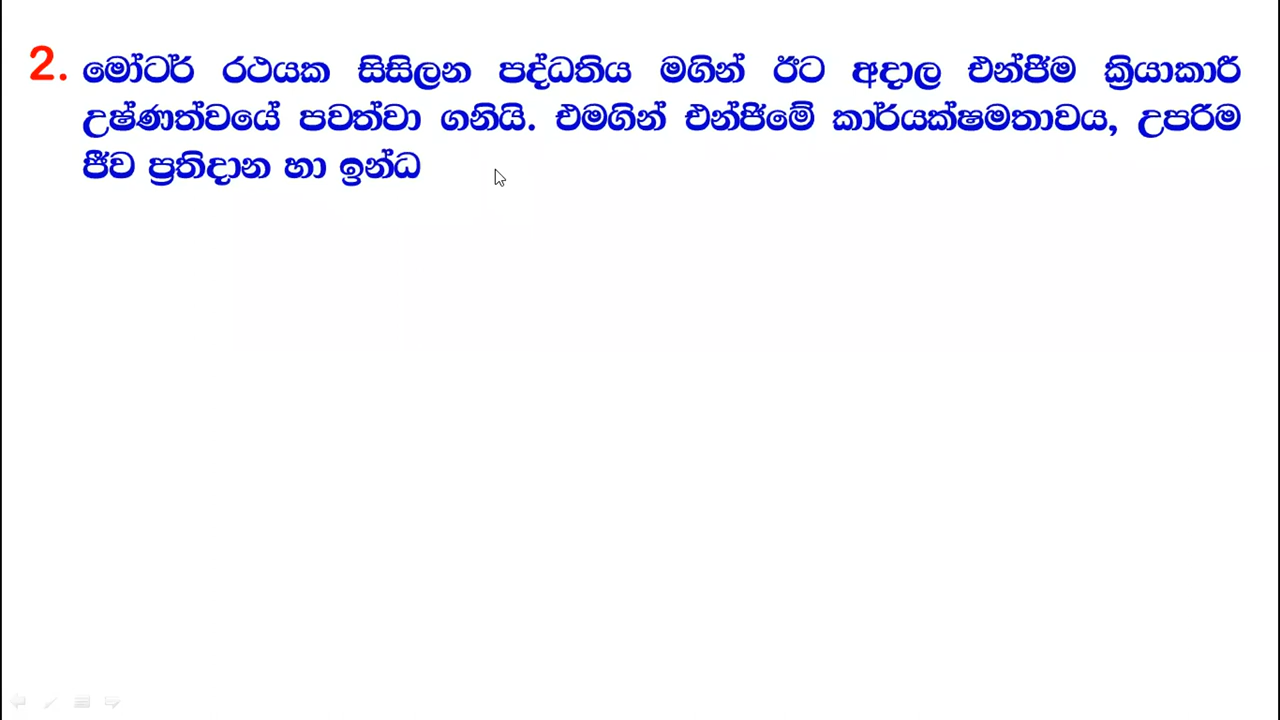 2. මෝටර් රථයක සිසිලන පද්ධතිය මගින් ඊට අදාල එන්ජිම ක්‍රියාකාරී
උෂ්ණත්වයේ පවත්වා ගනියි. එමගින් එන්ජිමේ කාර්යක්ෂමතාවය, උපරිම
ජීව ප්‍රතිදාන හා ඉන්ධ